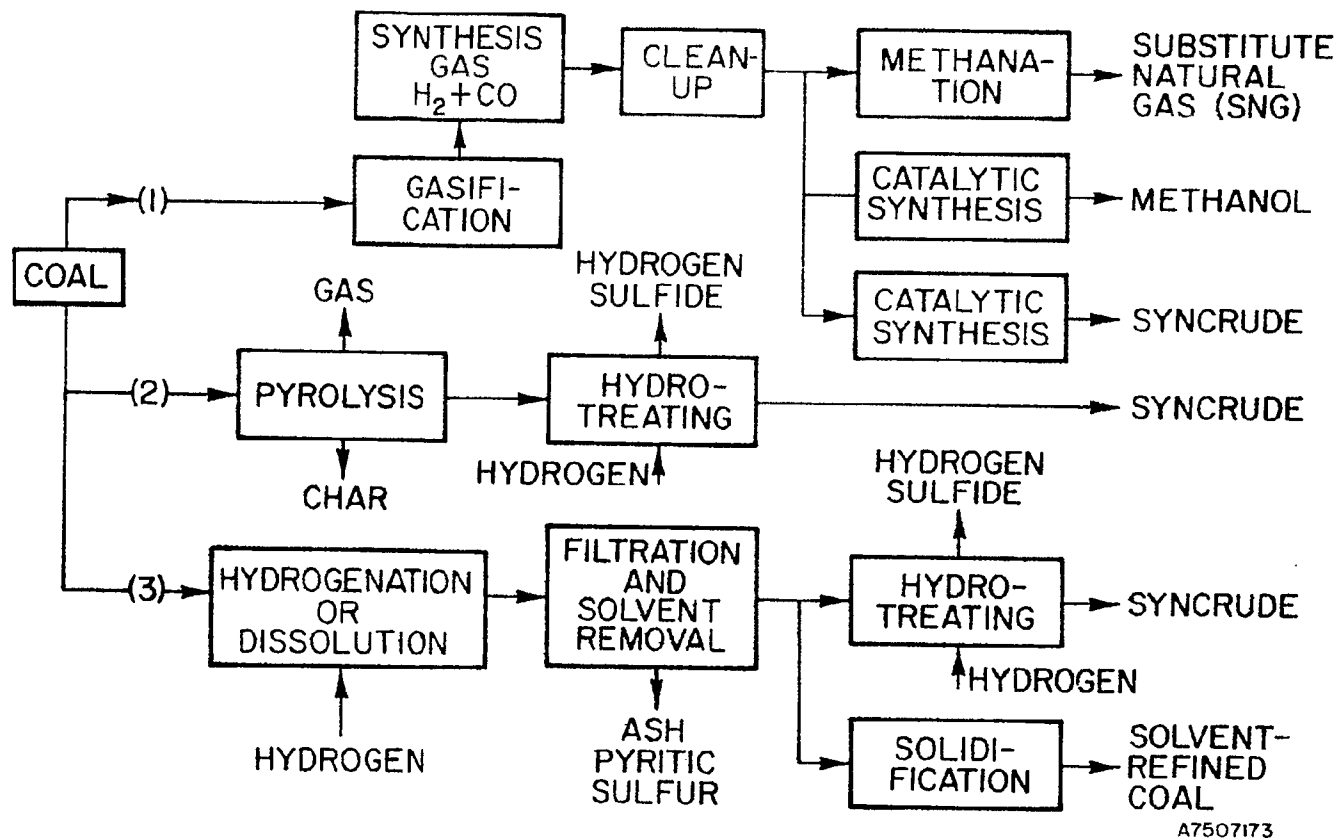 SYNTHESIS
GAS
H₂+CO
CLEAN-
UP
METHANA-
TION
SUBSTITUTE
NATURAL
GAS (SNG)
GASIFI-
CATION
(1)
CATALYTIC
SYNTHESIS
METHANOL
COAL
CATALYTIC
SYNTHESIS
SYNCRUDE
GAS
HYDROGEN
SULFIDE
(2)
PYROLYSIS
HYDRO-
TREATING
SYNCRUDE
CHAR
HYDROGEN
HYDROGEN
SULFIDE
(3)
HYDROGENATION
OR
DISSOLUTION
FILTRATION
AND
SOLVENT
REMOVAL
HYDRO-
TREATING
SYNCRUDE
HYDROGEN
HYDROGEN
ASH
PYRITIC
SULFUR
SOLIDI-
FICATION
SOLVENT-
REFINED
COAL
A7507173